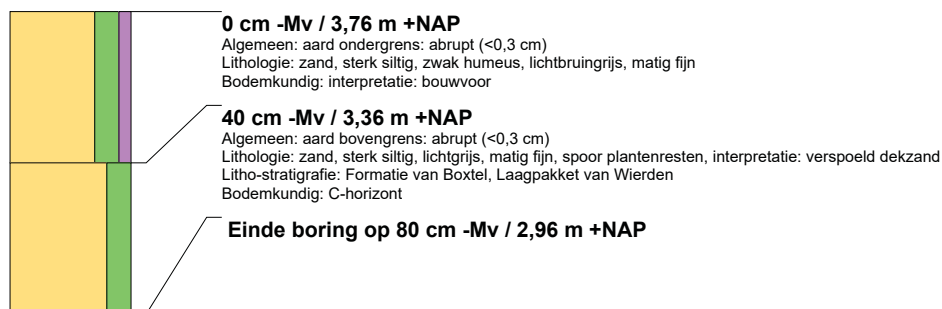 0 cm -Mv / 3,76 m +NAP
Algemeen: aard ondergrens: abrupt (<0,3 cm)
Lithologie: zand, sterk siltig, zwak humeus, lichtbruingrijs, matig fijn
Bodemkundig: interpretatie: bouwvoor
40 cm -Mv / 3,36 m +NAP
Algemeen: aard bovengrens: abrupt (<0,3 cm)
Lithologie: zand, sterk siltig, lichtgrijs, matig fijn, spoor plantenresten, interpretatie: verspoeld dekzand
Litho-stratigrafie: Formatie van Boxtel, Laagpakket van Wierden
Bodemkundig: C-horizont
Einde boring op 80 cm -Mv / 2,96 m +NAP